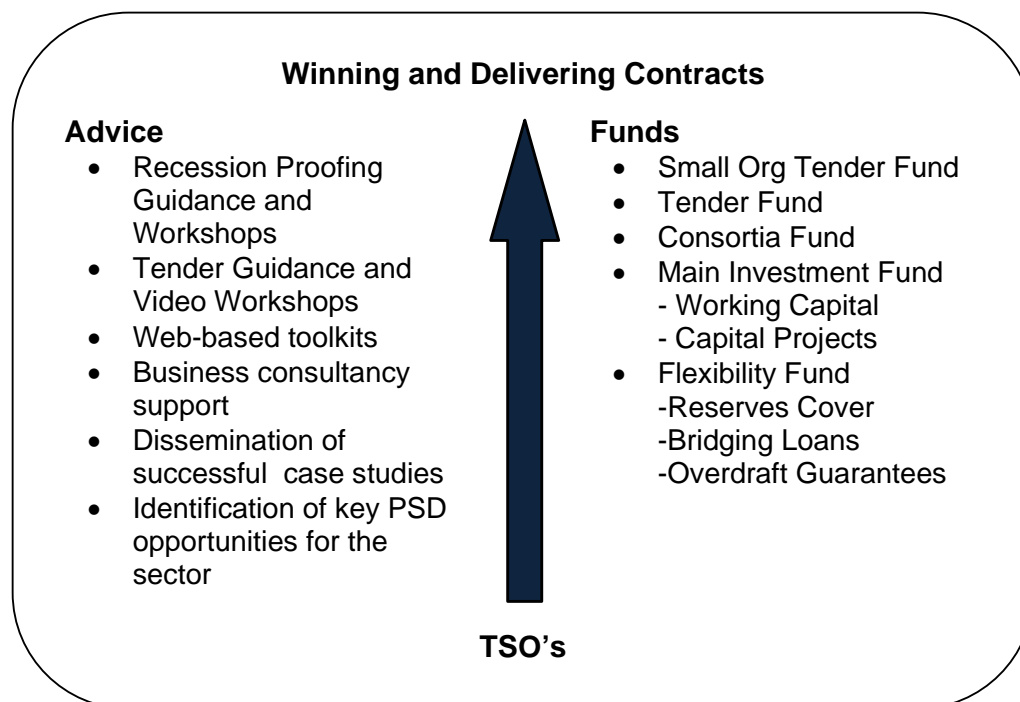 Winning and Delivering Contracts
Advice
• Recession Proofing
Guidance and
Workshops
• Tender Guidance and
Video Workshops
• Web-based toolkits
• Business consultancy
support
• Dissemination of
successful  case studies
• Identification of key PSD
opportunities for the
sector
Funds
• Small Org Tender Fund
• Tender Fund
• Consortia Fund
• Main Investment Fund
- Working Capital
- Capital Projects
• Flexibility Fund
-Reserves Cover
-Bridging Loans
-Overdraft Guarantees
TSO’s